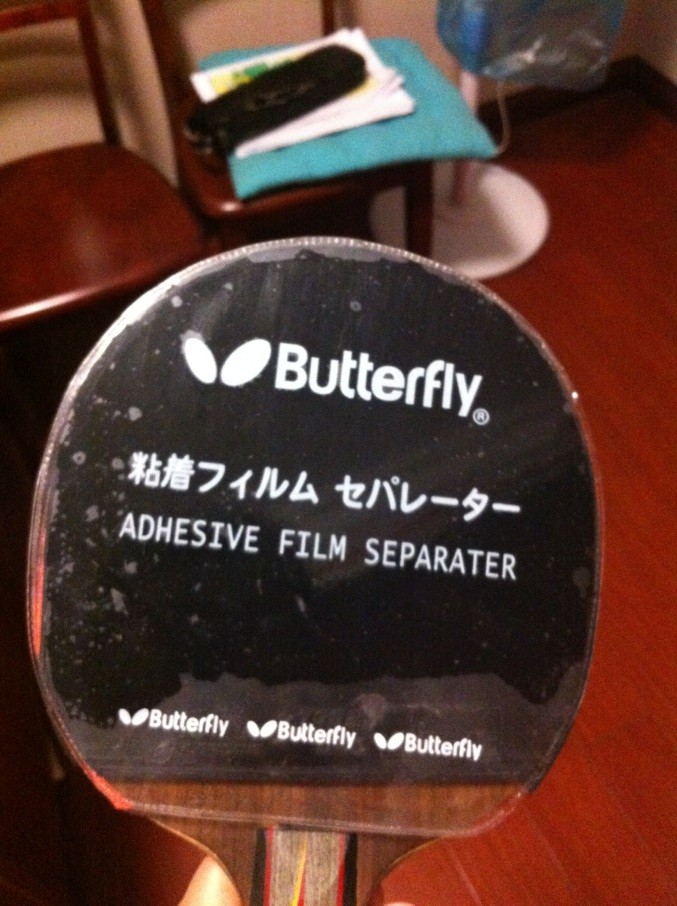 Butterfly®
粘着フィルム セパレーター
ADHESIVE FILM SEPARATER
Butterfly Butterfly Butterfly